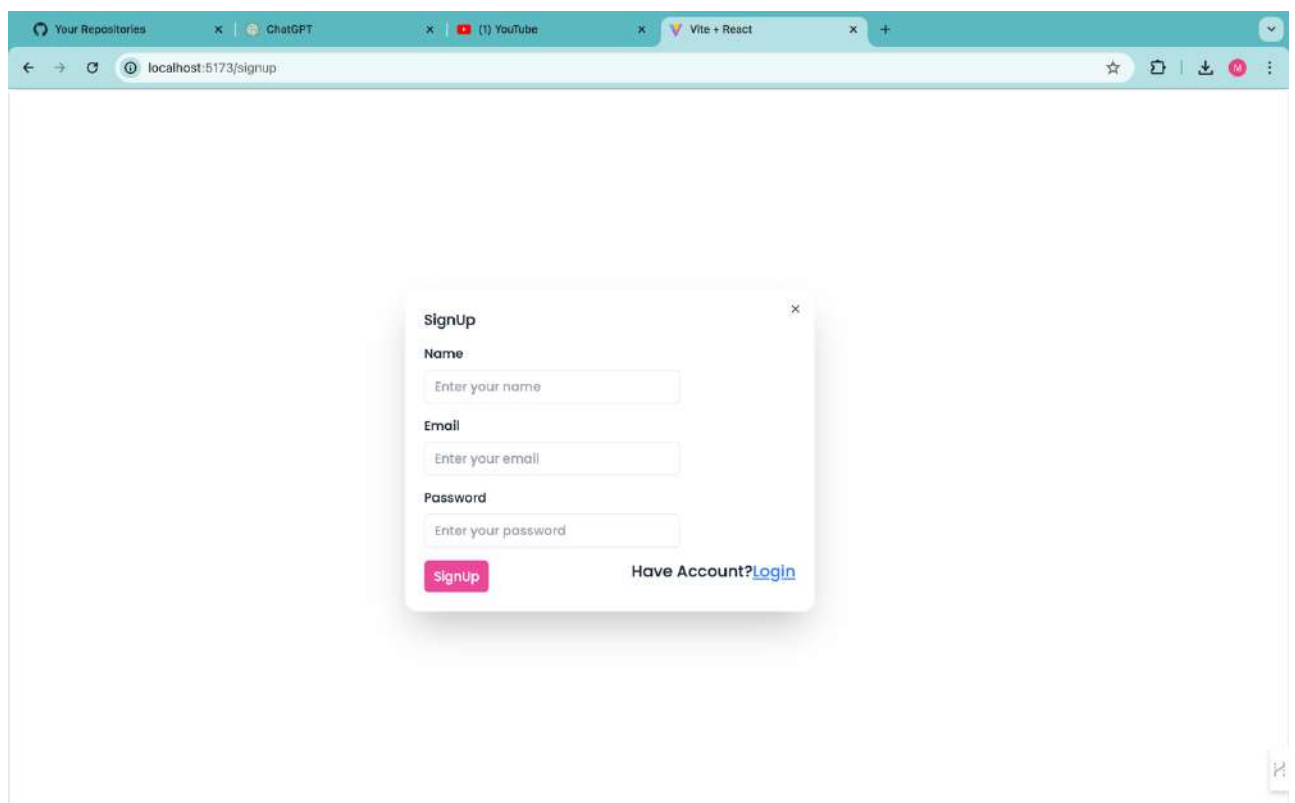 Your Repositories ChatGPT (1) YouTube Vite + React
localhost:5173/signup
M
SignUp
Name
Enter your name
Email
Enter your email
Password
Enter your password
SignUp Have Account?Login